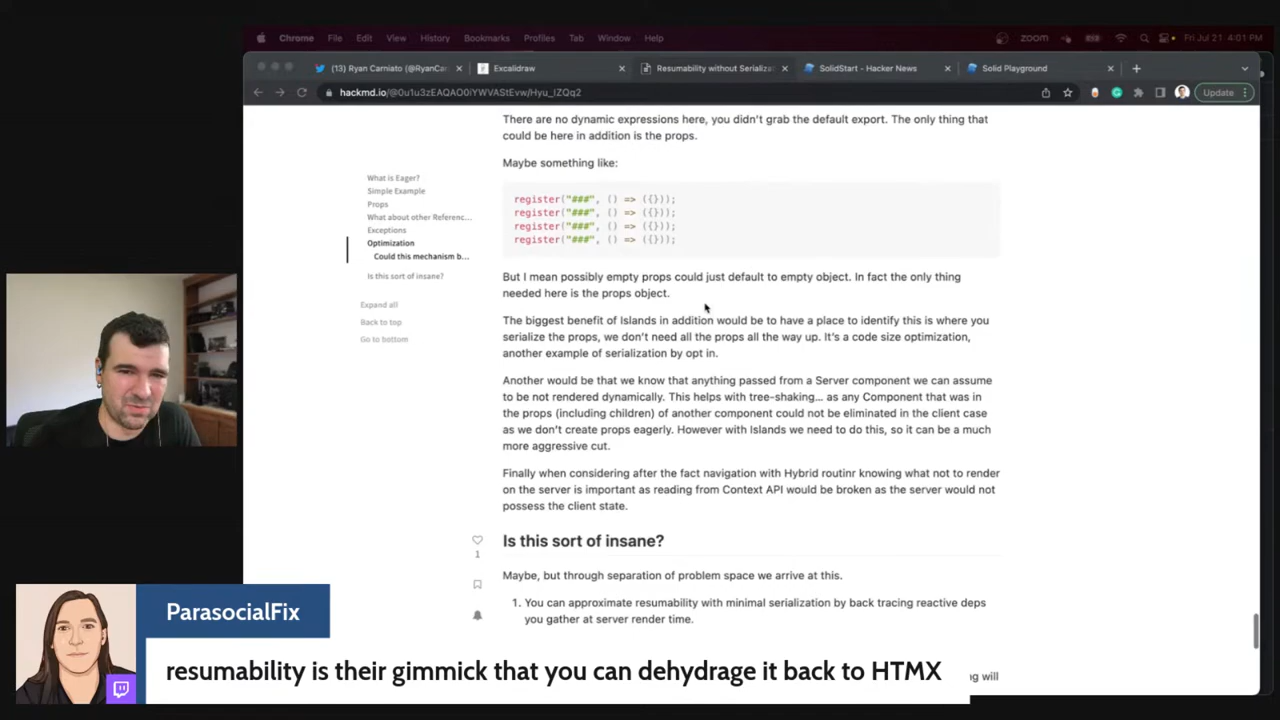 Chrome File Edit View History Bookmarks Profiles Tab Window Help
zoom Fri Jul 21 4:01 PM
(13) Ryan Carniato (@RyanCar
Excalidraw
Resumability without Serializat
SolidStart - Hacker News
Solid Playground
hackmd.io/@0u1u3zEAQAO0iYWVAStEvw/Hyu_IZQq2
Update
What is Eager?
Simple Example
Props
What about other Referenc...
Exceptions
Optimization
Could this mechanism b...
Is this sort of insane?
Expand all
Back to top
Go to bottom
There are no dynamic expressions here, you didn't grab the default export. The only thing that
could be here in addition is the props.
Maybe something like:
register("###", () => ({}));
register("###", () => ({}));
register("###", () => ({}));
register("###", () => ({}));
But I mean possibly empty props could just default to empty object. In fact the only thing
needed here is the props object.
The biggest benefit of Islands in addition would be to have a place to identify this is where you
serialize the props, we don't need all the props all the way up. It's a code size optimization,
another example of serialization by opt in.
Another would be that we know that anything passed from a Server component we can assume
to be not rendered dynamically. This helps with tree-shaking... as any Component that was in
the props (including children) of another component could not be eliminated in the client case
as we don't create props eagerly. However with Islands we need to do this, so it can be a much
more aggressive cut.
Finally when considering after the fact navigation with Hybrid routinr knowing what not to render
on the server is important as reading from Context API would be broken as the server would not
possess the client state.
1
Is this sort of insane?
Maybe, but through separation of problem space we arrive at this.
1. You can approximate resumability with minimal serialization by back tracing reactive deps
you gather at server render time.
g will
ParasocialFix
resumability is their gimmick that you can dehydrage it back to HTMX